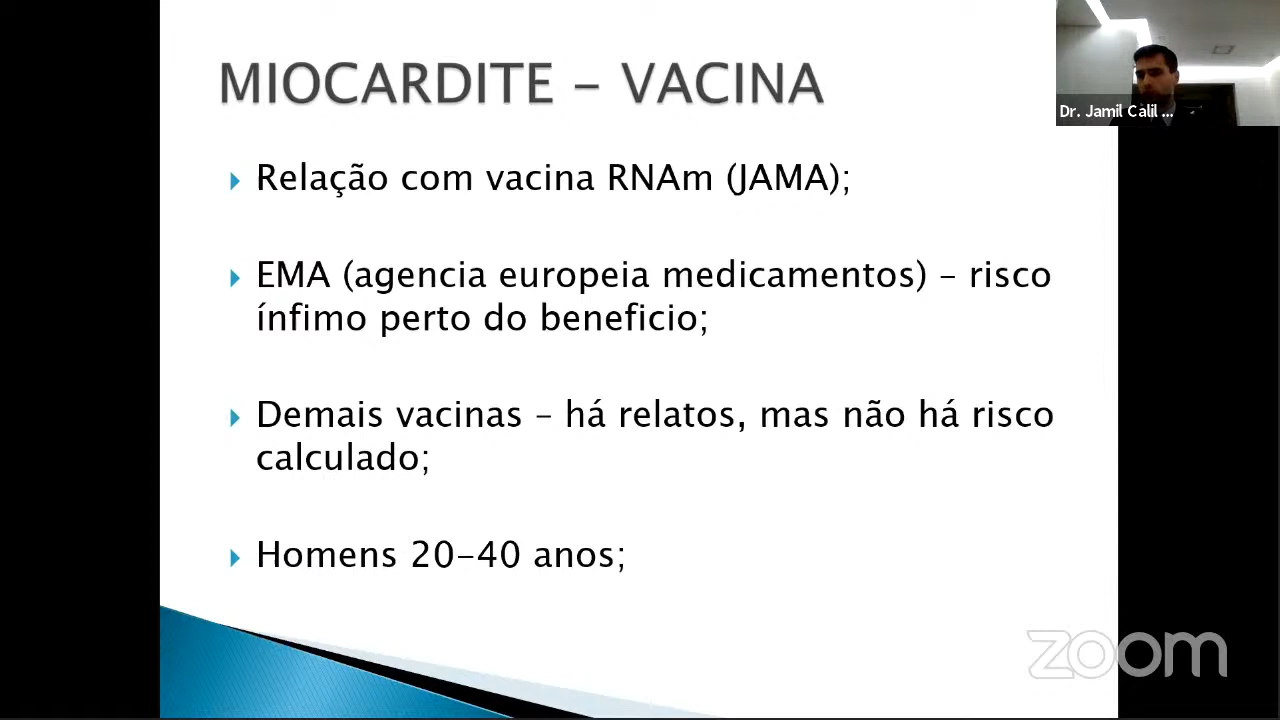 MIOCARDITE - VACINA
Dr. Jamil Calil ...
Relação com vacina RNAm (JAMA);
EMA (agencia europeia medicamentos) – risco
ínfimo perto do beneficio;
Demais vacinas – há relatos, mas não há risco
calculado;
Homens 20-40 anos;
zoom